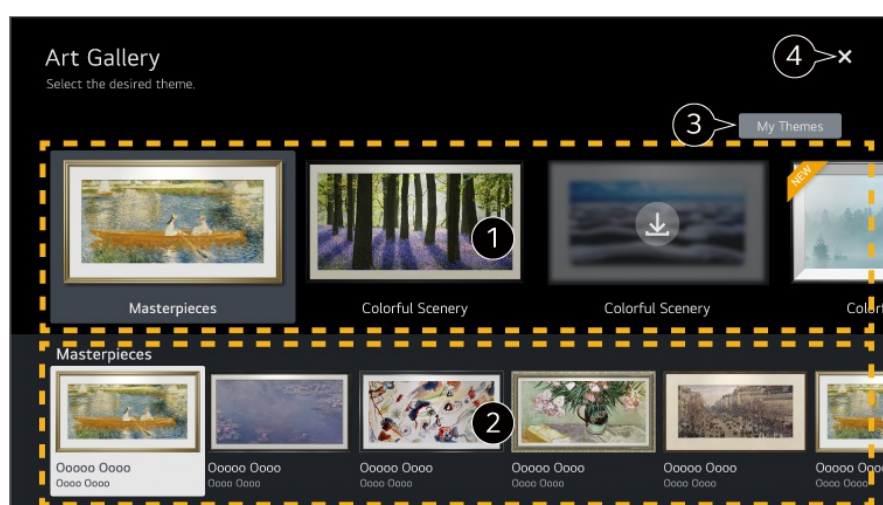 Art Gallery
Select the desired theme.
4
3
My Themes
NEW
1
Masterpieces
Colorful Scenery
Colorful Scenery
Colorf
Masterpieces
2
Ooooo Oooo
Ooooo Oooo
Ooooo Oooo
Ooooo Oooo
Ooooo Oooo
Ooooo Oooo
Oooo Oooo
Oooo Oooo
Oooo Oooo
Oooo Oooo
Oooo Oooo
Oooo Oooo